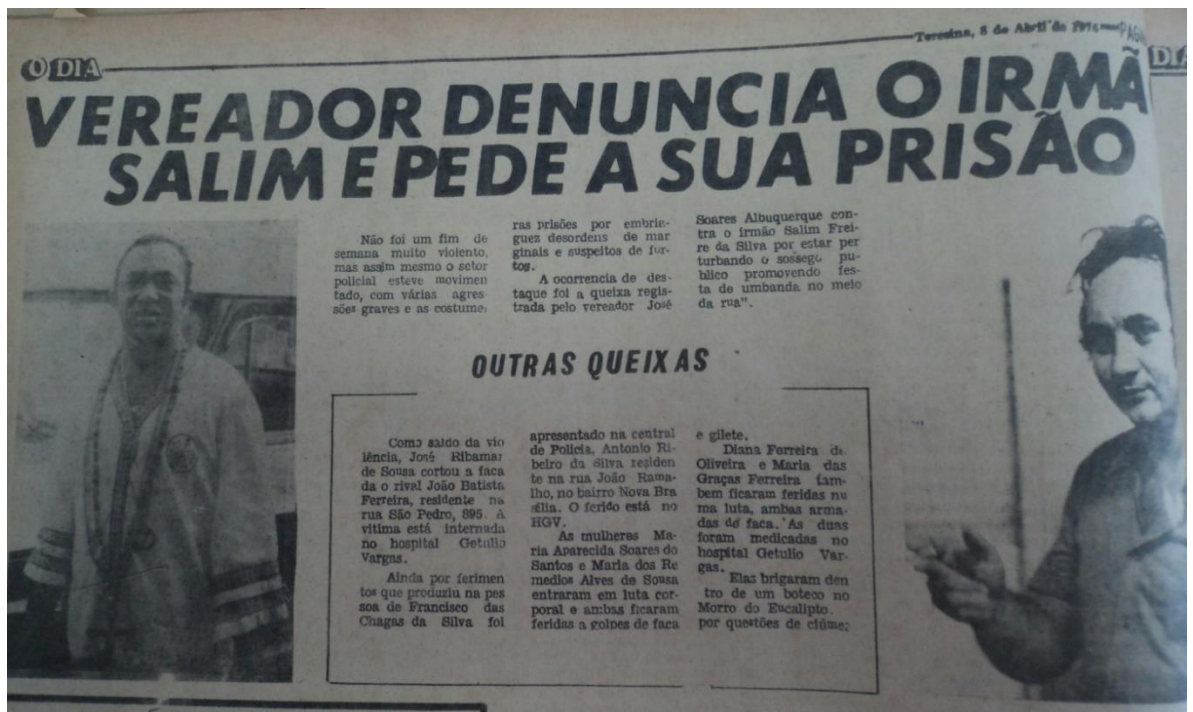 Teresina, 8 de Abril de
O DIA
VEREADOR DENUNCIA O IRMÃ
SALIM E PEDE A SUA PRISÃO
Não foi um fim de
semana muito violento,
mas assim mesmo o setor
policial esteve movimen
tado, com várias agres
sões graves e as costume,
ras prisões por embria-
guez desordens de mar
ginais e suspeitos de fur-
tos.
A ocorrencia de des-
taque foi a queixa regis-
trada pelo vereador José
Soares Albuquerque con-
tra o irmão Salim Frei-
re da Silva por estar per
turbando o sossego pu-
blico promovendo fes-
ta de umbanda no meio
da rua".
OUTRAS QUEIXAS
Como saldo da vio
lência, José Ribamar
de Sousa cortou a faca
da o rival João Batista
Ferreira, residente na
rua São Pedro, 895. A
vitima está internada
no hospital Getulio
Vargas.
Ainda por ferimen
tos que produziu na pes
soa de Francisco das
Chagas da Silva foi
apresentado na central
de Policia, Antonio Ri-
beiro da Silva residen
te na rua João Rama-
lho, no bairro Nova Bra
silia. O ferido está no
HGV.
As mulheres Ma-
ria Aparecida Soares do
Santos e Maria dos Re
medios Alves de Sousa
entraram em luta cor-
poral e ambas ficaram
feridas a golpes de faca
e gilete.
Diana Ferreira de
Oliveira e Maria das
Graças Ferreira tam-
bem ficaram feridas nu
ma luta, ambas arma-
das de faca. As duas
foram medicadas no
hospital Getulio Var-
gas.
Elas brigaram den
tro de um boteco no
Morro do Eucalipto.
por questões de ciúme;